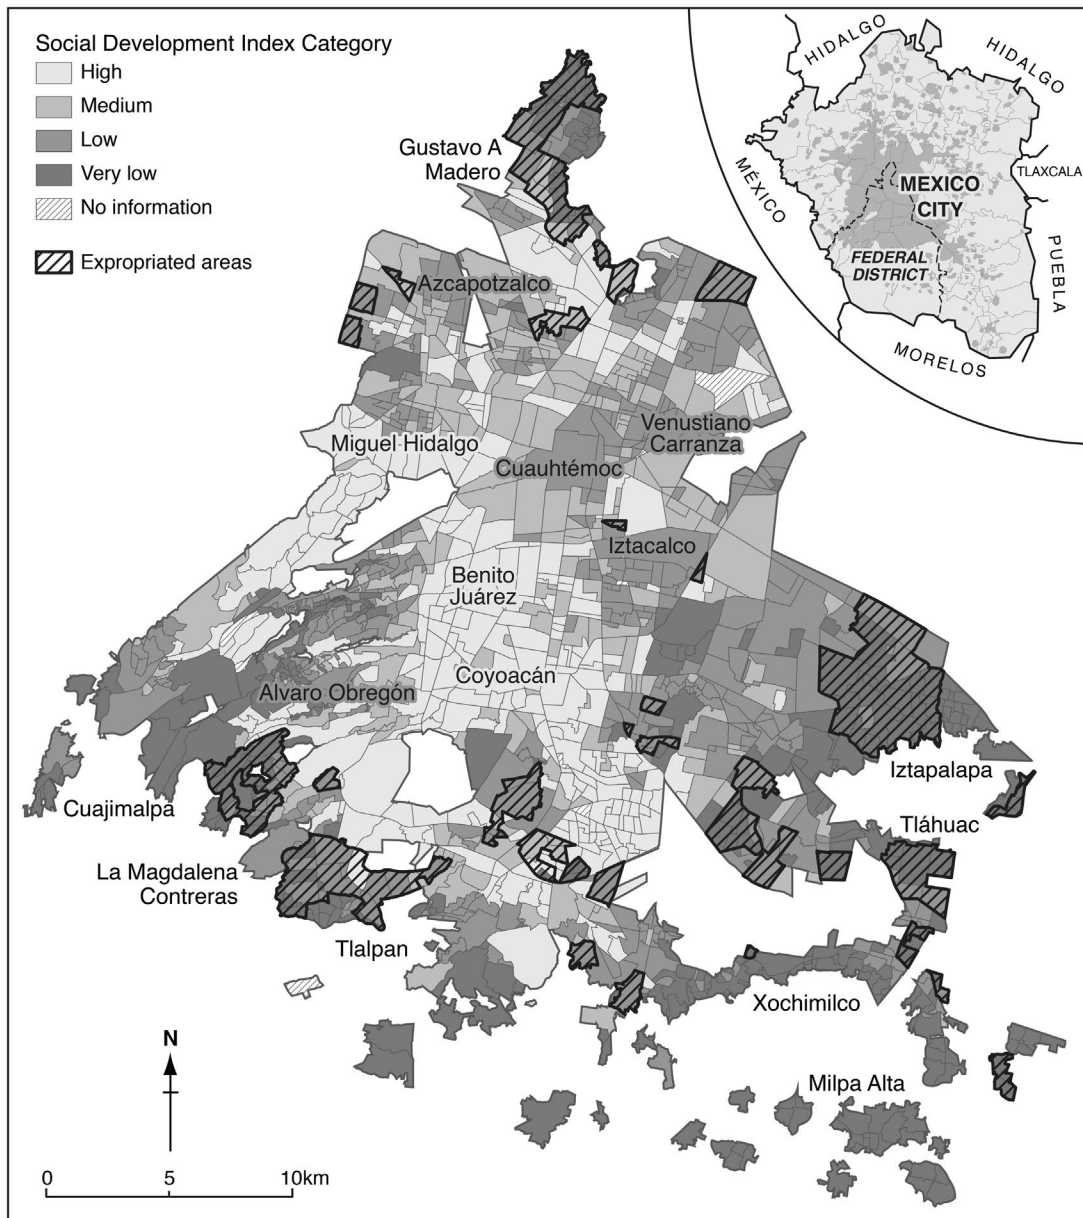 Social Development Index Category
High
Medium
Low
Very low
No information
Expropriated areas
HIDALGO
HIDALGO
MÉXICO
TLAXCALA
MEXICO
CITY
FEDERAL
DISTRICT
PUEBLA
MORELOS
Gustavo A
Madero
Azcapotzalco
Venustiano
Carranza
Miguel Hidalgo
Cuauhtémoc
Iztacalco
Benito
Juárez
Coyoacán
Alvaro Obregón
Iztapalapa
Cuajimalpa
Tláhuac
La Magdalena
Contreras
Tlalpan
Xochimilco
Milpa Alta
N
0 5 10km